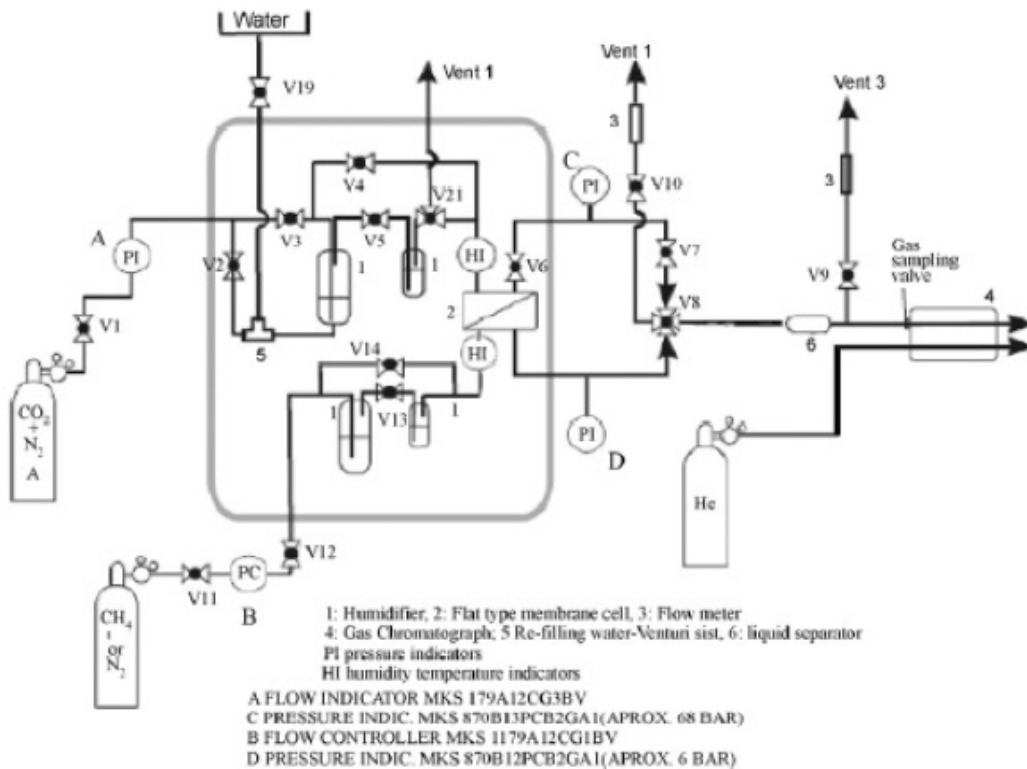 Water
V19
Vent 1
Vent 1
Vent 3
3
3
C
PI
V10
V4
V21
V3
V5
V2
1
1
HI
V6
V7
A
PI
V1
V9
Gas
sampling
valve
4
2
V8
5
6
HI
V14
V13
1
1
PI
D
CO2
+
N2
A
He
V12
PC
V11
B
CH4
- or
N2
1: Humidifier, 2: Flat type membrane cell, 3: Flow meter
4: Gas Chromatograph; 5 Re-filling water-Venturi sist, 6: liquid separator
PI pressure indicators
HI humidity temperature indicators
A FLOW INDICATOR MKS 179A12CG3BV
C PRESSURE INDIC. MKS 870B13PCB2GA1(APROX. 68 BAR)
B FLOW CONTROLLER MKS 1179A12CG1BV
D PRESSURE INDIC. MKS 870B12PCB2GA1(APROX. 6 BAR)